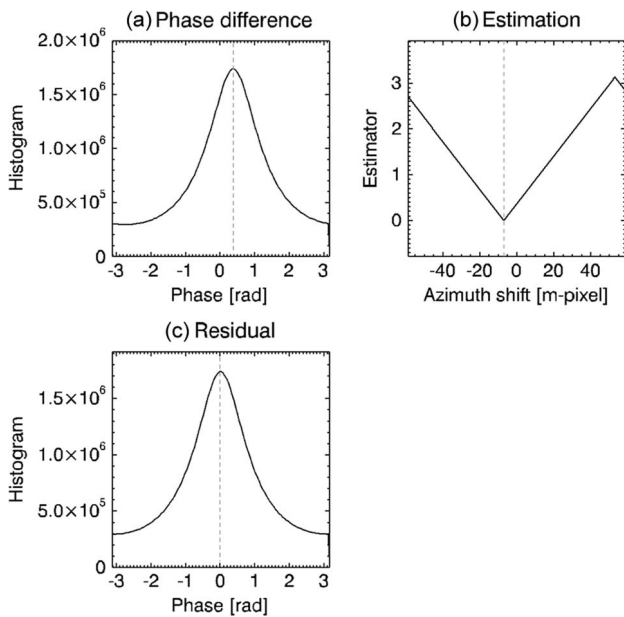 (a) Phase difference
2.0×10⁶
1.5×10⁶
1.0×10⁶
5.0×10⁵
0
Histogram
-3 -2 -1 0 1 2 3
Phase [rad]
(b) Estimation
3
2
1
0
Estimator
-40 -20 0 20 40
Azimuth shift [m-pixel]
(c) Residual
1.5×10⁶
1.0×10⁶
5.0×10⁵
0
Histogram
-3 -2 -1 0 1 2 3
Phase [rad]